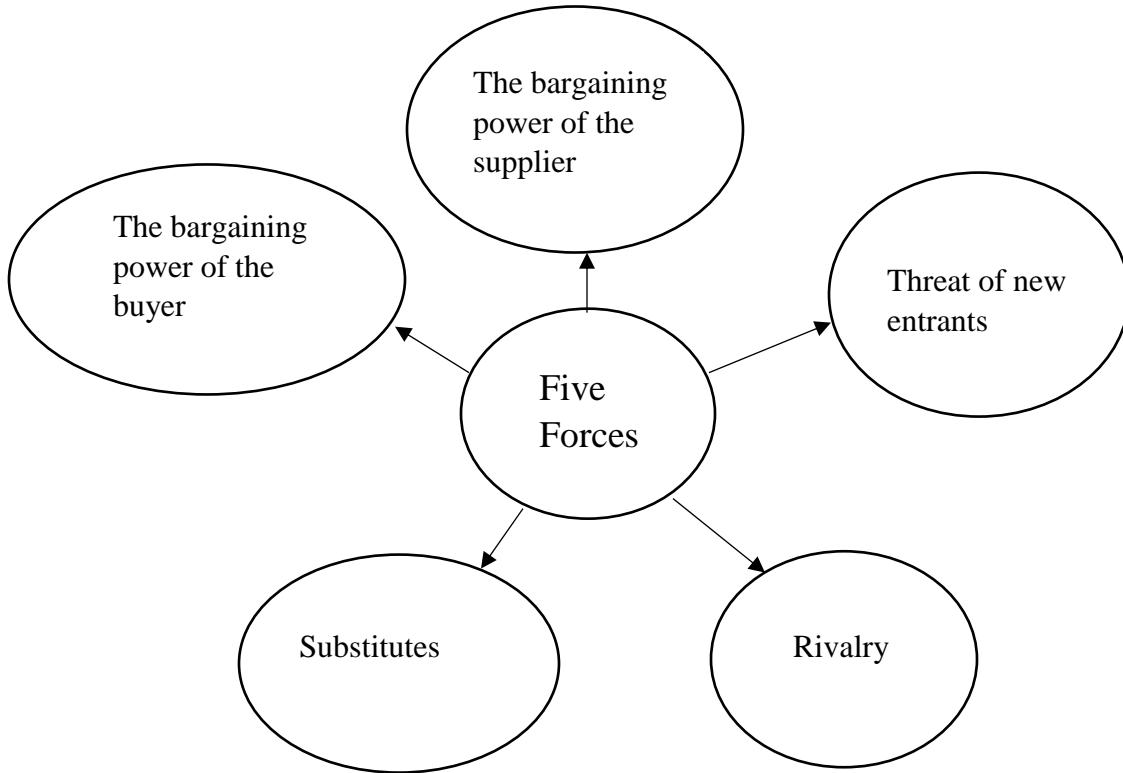 The bargaining
power of the
supplier
The bargaining
power of the
buyer
Threat of new
entrants
Five
Forces
Substitutes
Rivalry